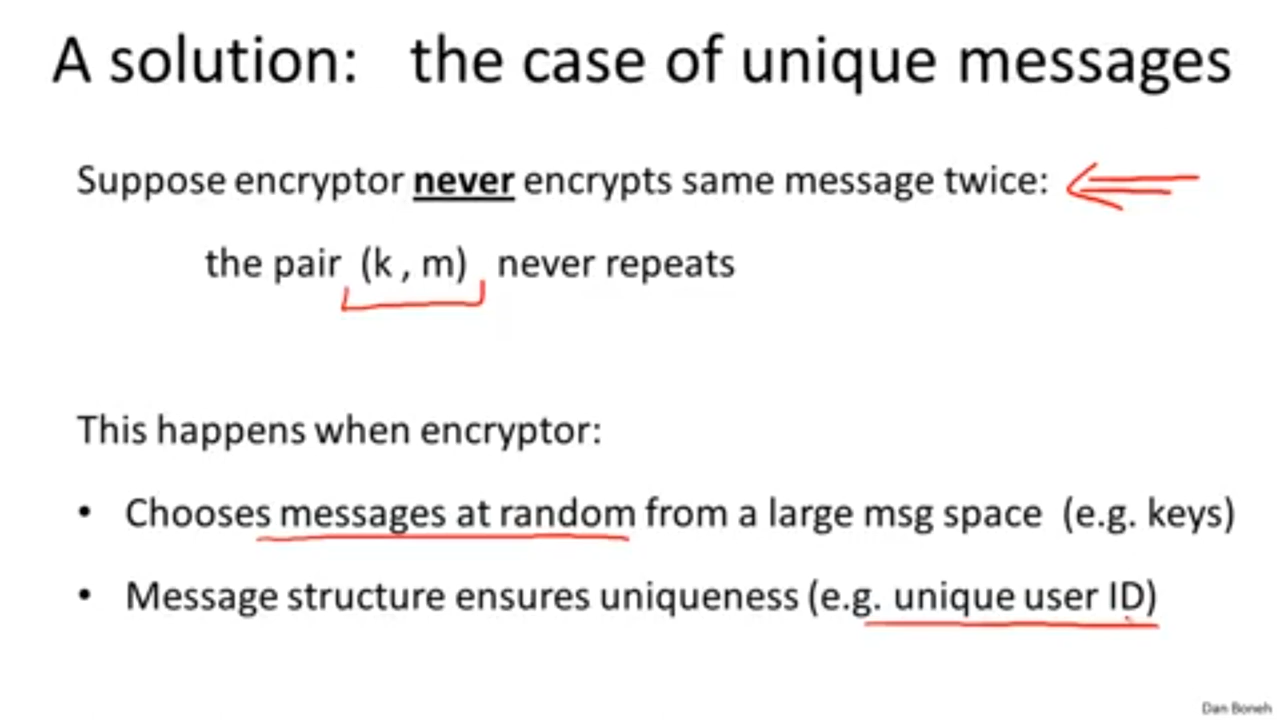 A solution: the case of unique messages
Suppose encryptor never encrypts same message twice:
the pair (k , m) never repeats
This happens when encryptor:
• Chooses messages at random from a large msg space (e.g. keys)
• Message structure ensures uniqueness (e.g. unique user ID)
Dan Boneh